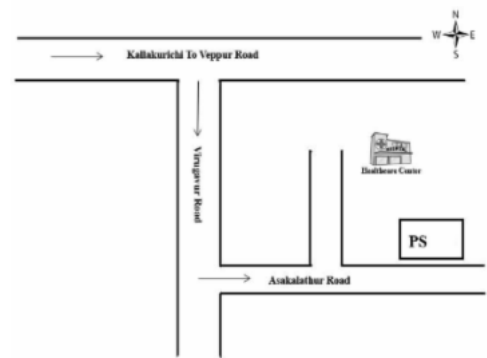 N
W E
S
Kallakurichi To Veppur Road
Virugavur Road
Healthcare Center
PS
Asakalathur Road